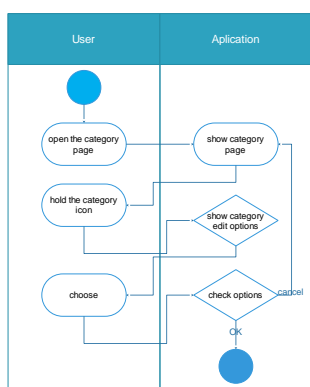 User
Aplication
open the category
page
show category
page
hold the category
icon
show category
edit options
choose
check options
cancel
OK